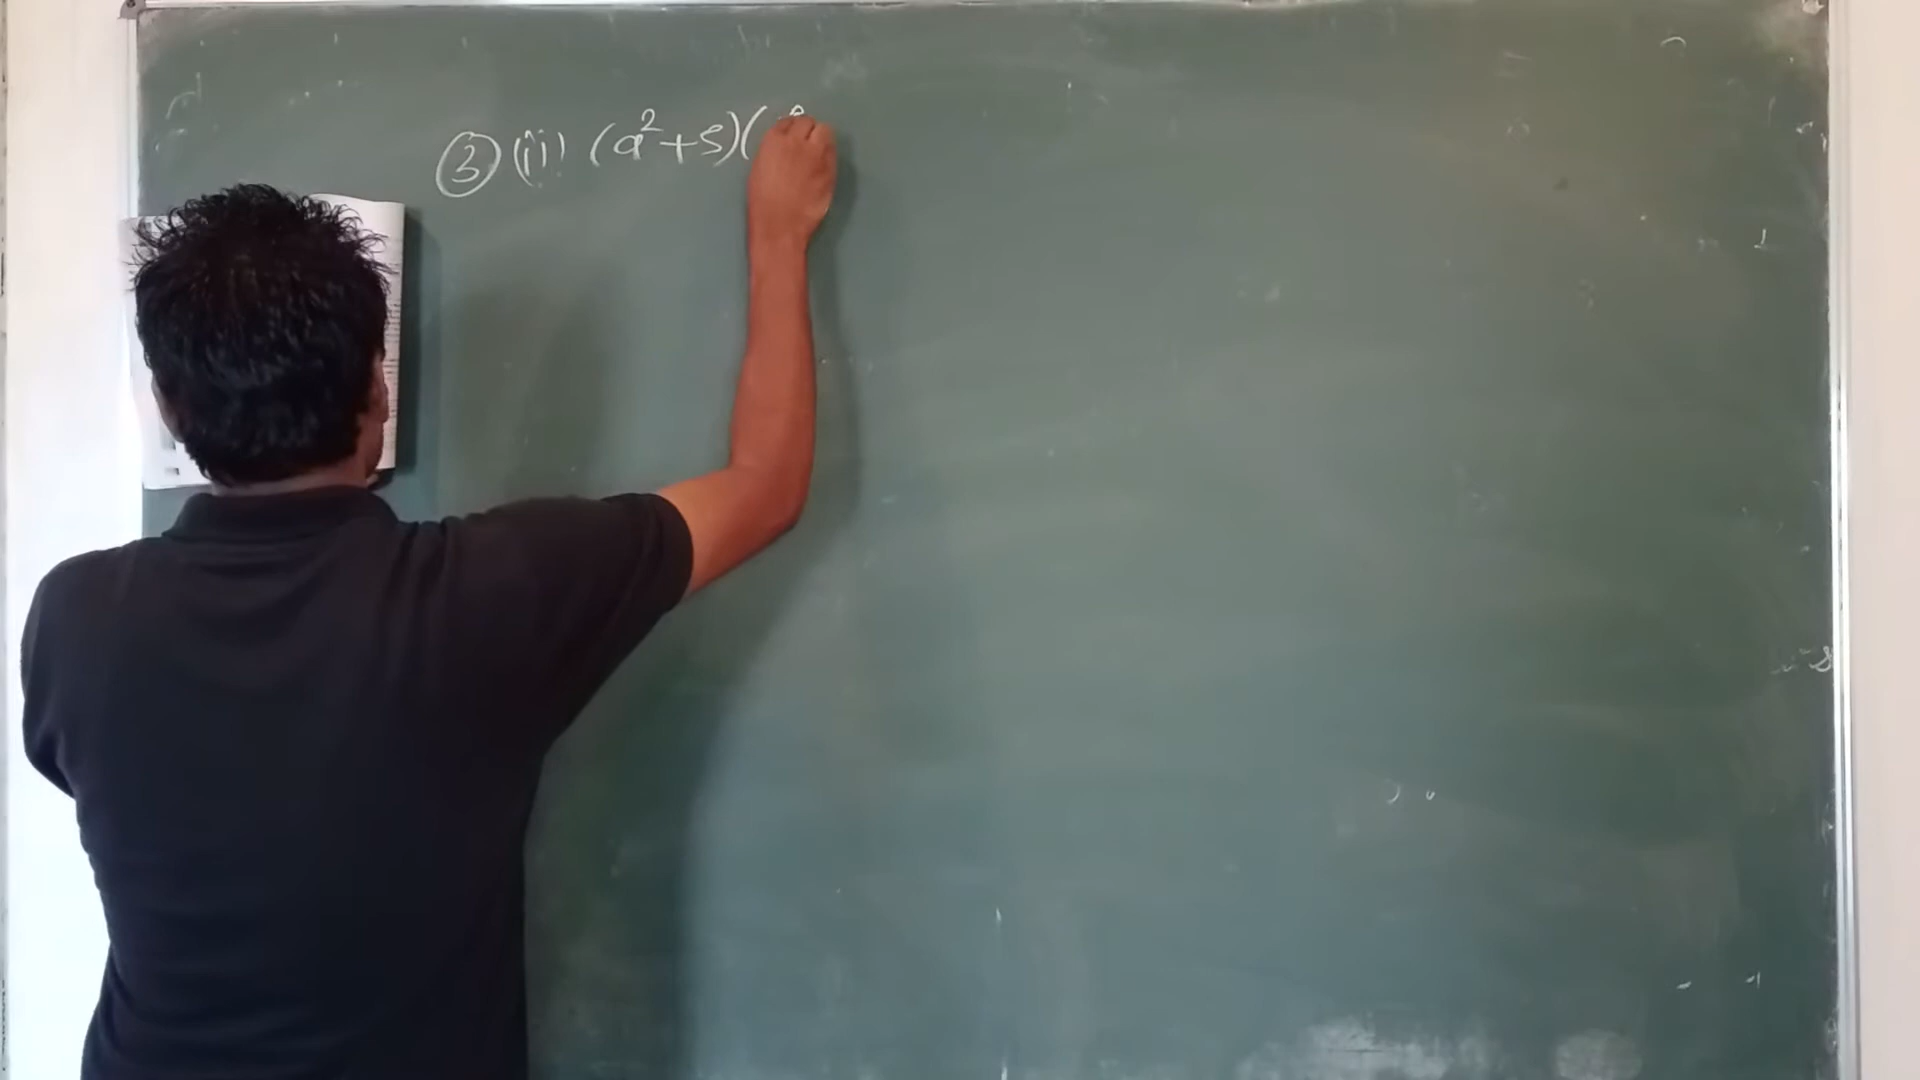 ③ (ii) (a²+5)(